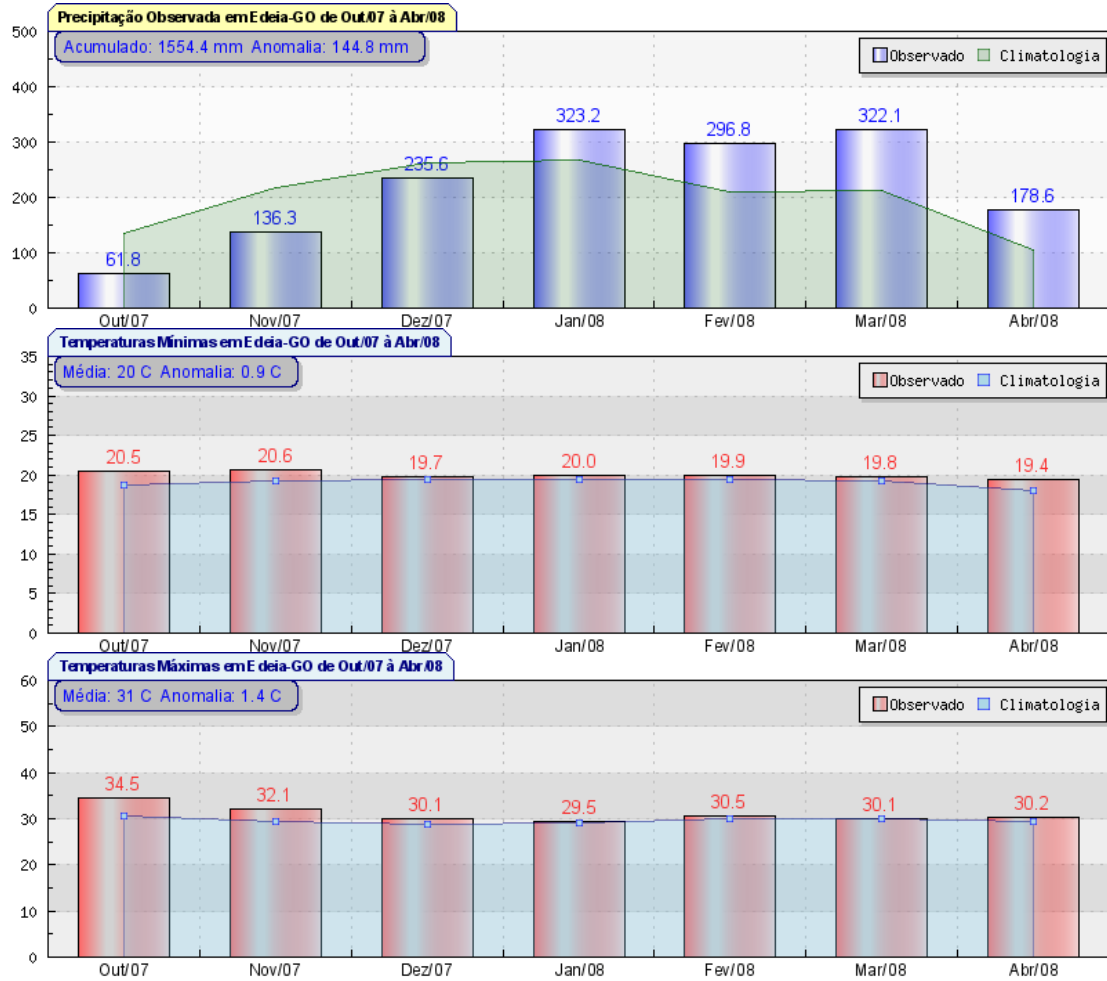 Precipitação Observada em Edeia-GO de Out/07 à Abr/08
Acumulado: 1554.4 mm Anomalia: 144.8 mm
Observado Climatologia
500
400
300
200
100
0
61.8
136.3
235.6
323.2
296.8
322.1
178.6
Out/07 Nov/07 Dez/07 Jan/08 Fev/08 Mar/08 Abr/08
Temperaturas Mínimas em Edeia-GO de Out/07 à Abr/08
Média: 20 C Anomalia: 0.9 C
Observado Climatologia
35
30
25
20
15
10
5
0
20.5 20.6 19.7 20.0 19.9 19.8 19.4
Out/07 Nov/07 Dez/07 Jan/08 Fev/08 Mar/08 Abr/08
Temperaturas Máximas em Edeia-GO de Out/07 à Abr/08
Média: 31 C Anomalia: 1.4 C
Observado Climatologia
60
50
40
30
20
10
0
34.5 32.1 30.1 29.5 30.5 30.1 30.2
Out/07 Nov/07 Dez/07 Jan/08 Fev/08 Mar/08 Abr/08